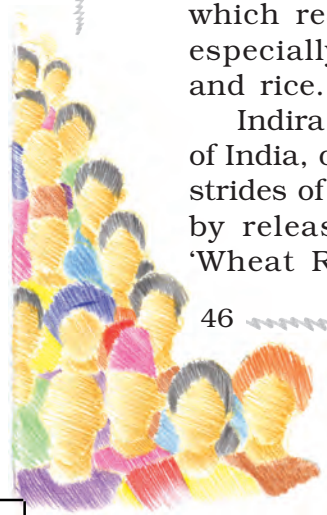 which re
especially
and rice.
Indira
of India, 
strides of
by releas
‘Wheat R
46